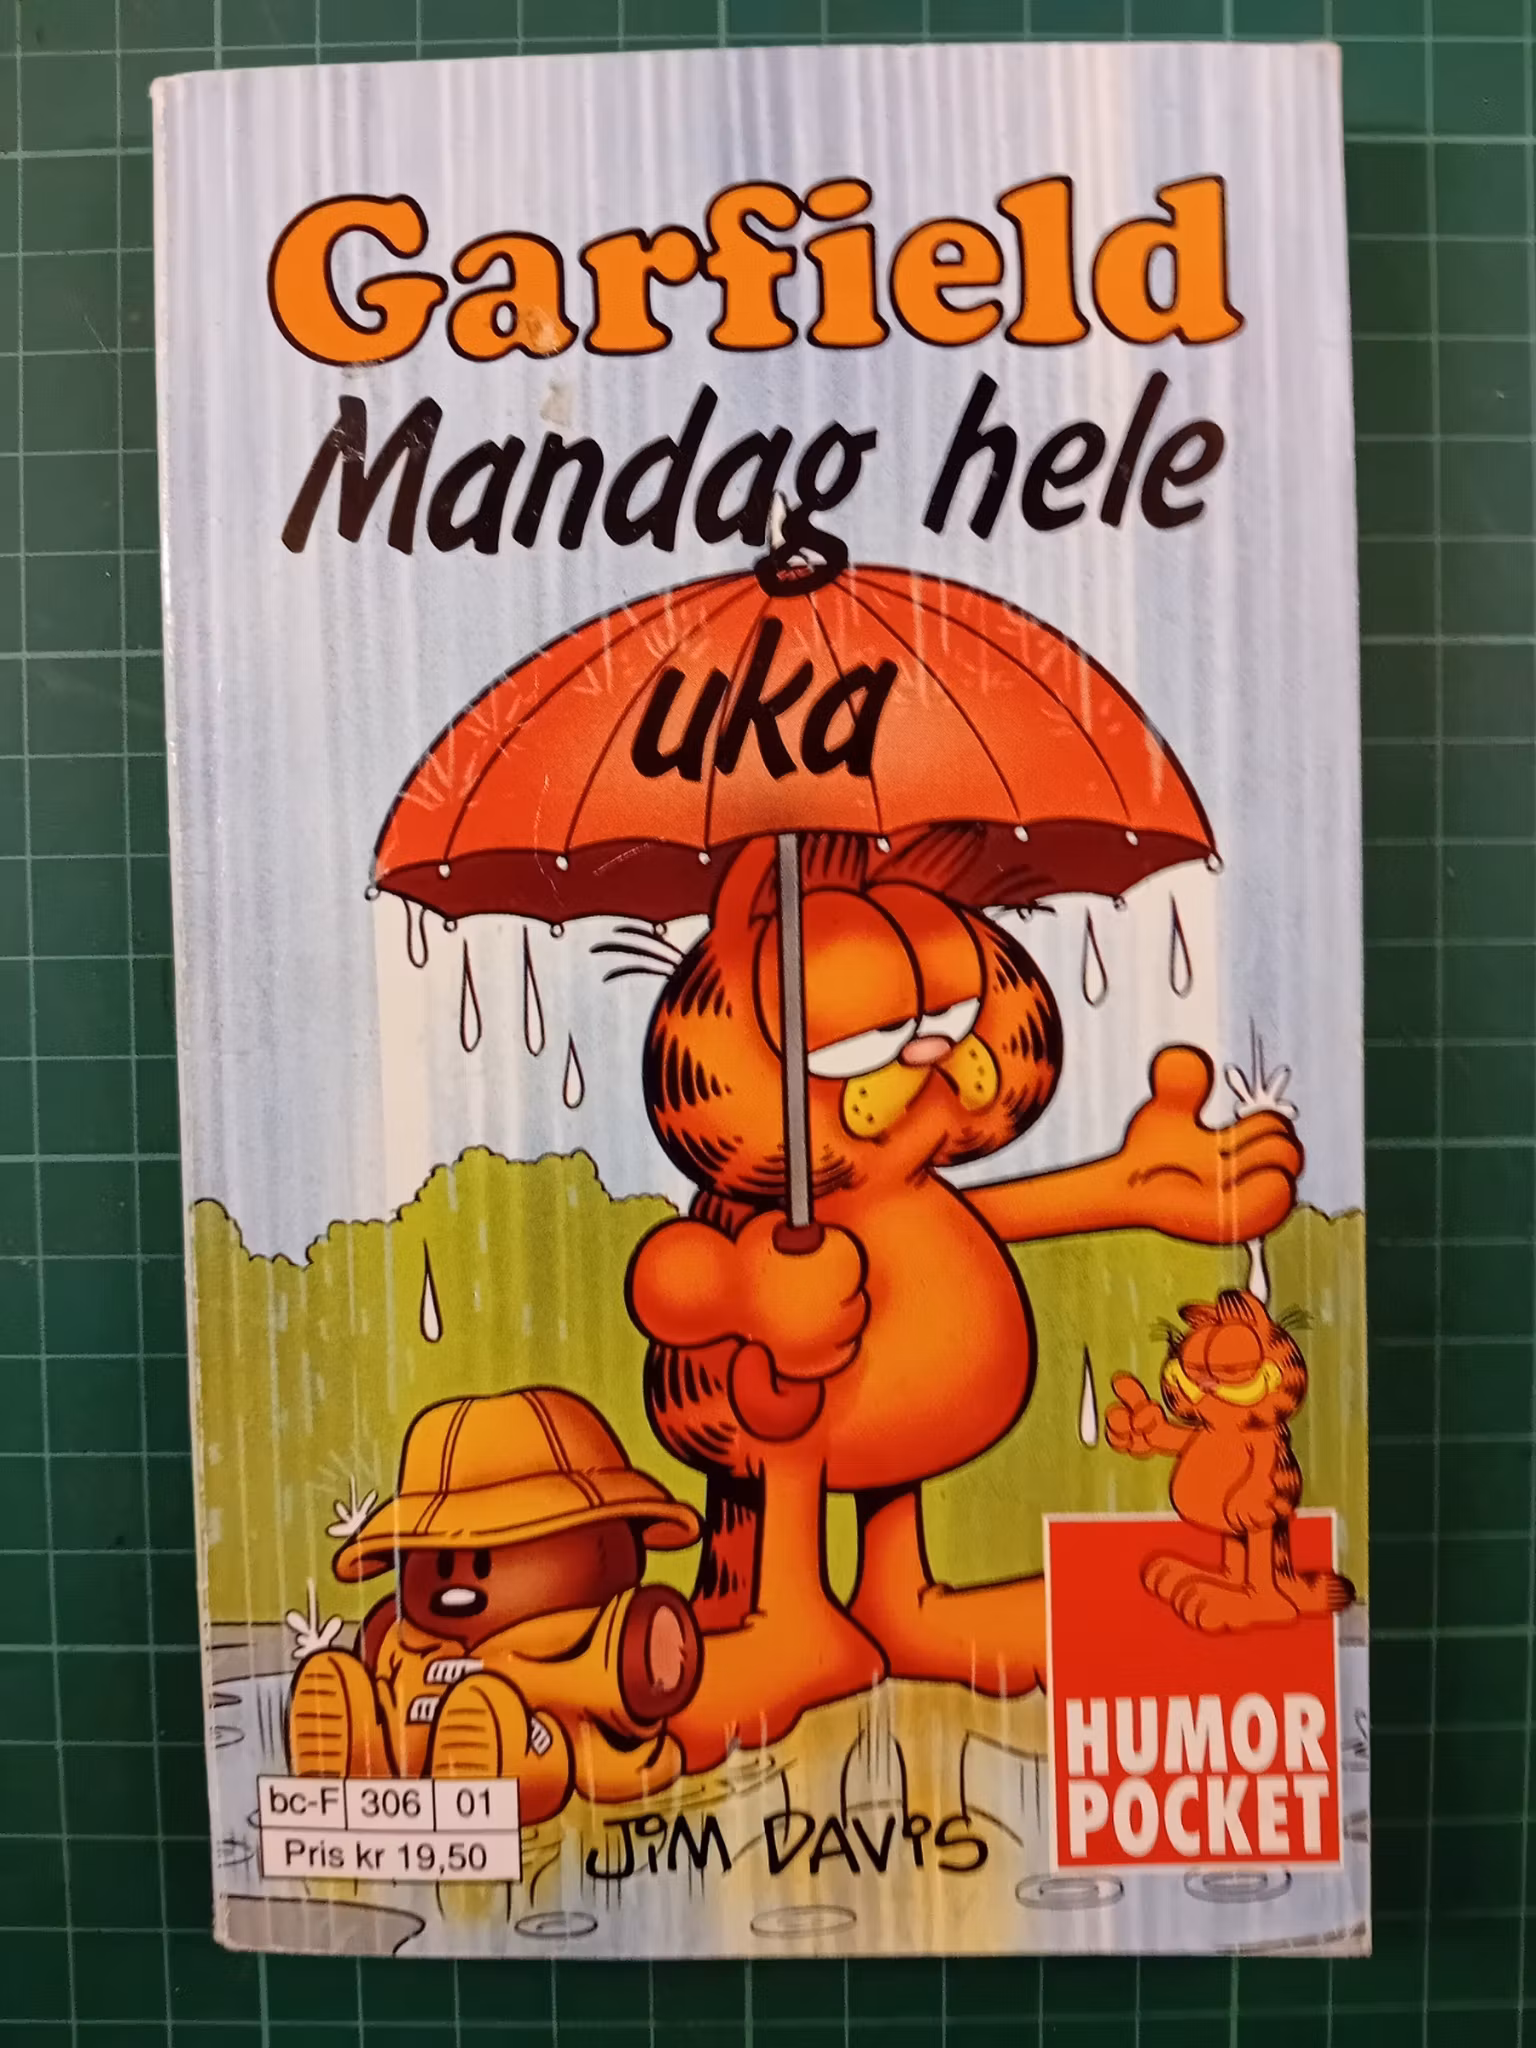 Garfield
Mandag hele
uka
HUMOR
POCKET
bc-F 306 01
Pris kr 19,50
JIM DAVIS